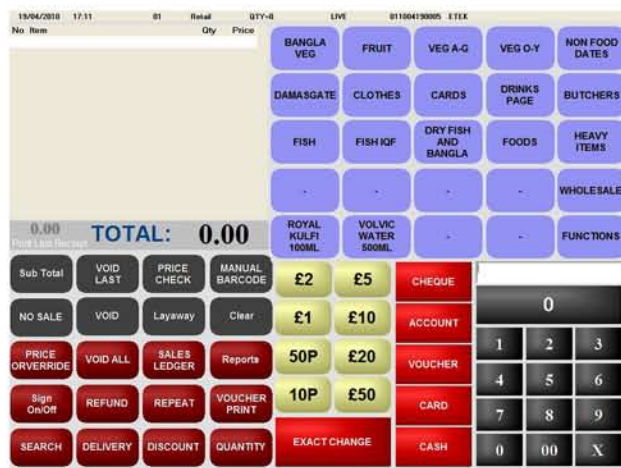 19/04/2010 17:11 01 Retail QTY=0 LIVE 011004190005 ETEK
No Item Qty Price
BANGLA VEG
FRUIT
VEG A-G
VEG O-Y
NON FOOD DATES
DAMASGATE
CLOTHES
CARDS
DRINKS PAGE
BUTCHERS
FISH
FISH IQF
DRY FISH AND BANGLA
FOODS
HEAVY ITEMS
-
-
-
-
WHOLESALE
ROYAL KULFI 100ML
VOLVIC WATER 500ML
-
-
FUNCTIONS
0.00 TOTAL: 0.00
Print Last Receipt
Sub Total
VOID LAST
PRICE CHECK
MANUAL BARCODE
NO SALE
VOID
Layaway
Clear
PRICE ORVERRIDE
VOID ALL
SALES LEDGER
Reports
Sign On/Off
REFUND
REPEAT
VOUCHER PRINT
SEARCH
DELIVERY
DISCOUNT
QUANTITY
£2
£5
£1
£10
50P
£20
10P
£50
EXACT CHANGE
CHEQUE
ACCOUNT
VOUCHER
CARD
CASH
0
1 2 3
4 5 6
7 8 9
0 00 X